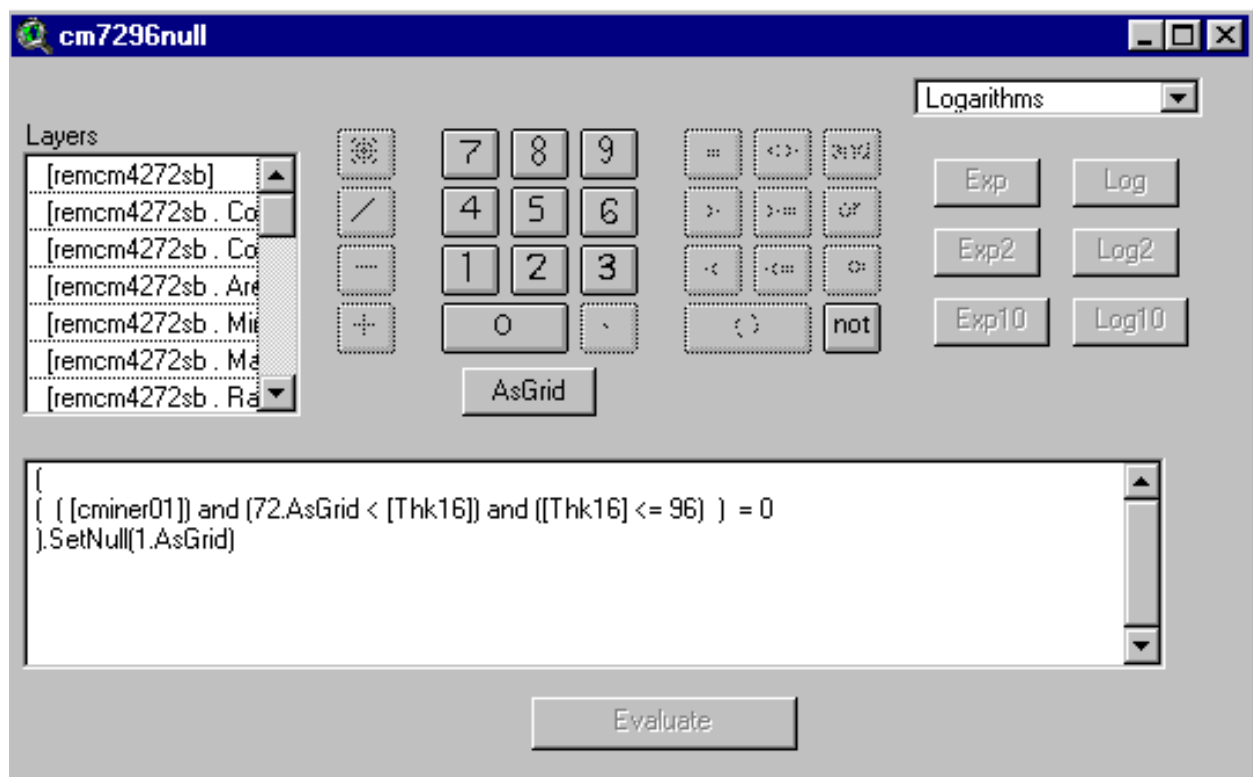 cm7296null
Logarithms
Layers
[remcm4272sb]
[remcm4272sb . Co
[remcm4272sb . Co
[remcm4272sb . Are
[remcm4272sb . Mi
[remcm4272sb . Ma
[remcm4272sb . Ra
7 8 9
4 5 6
1 2 3
0
not
AsGrid
Exp Log
Exp2 Log2
Exp10 Log10
(
( ( [cminer01]) and (72.AsGrid < [Thk16]) and ([Thk16] <= 96) ) = 0
).SetNull(1.AsGrid)
Evaluate